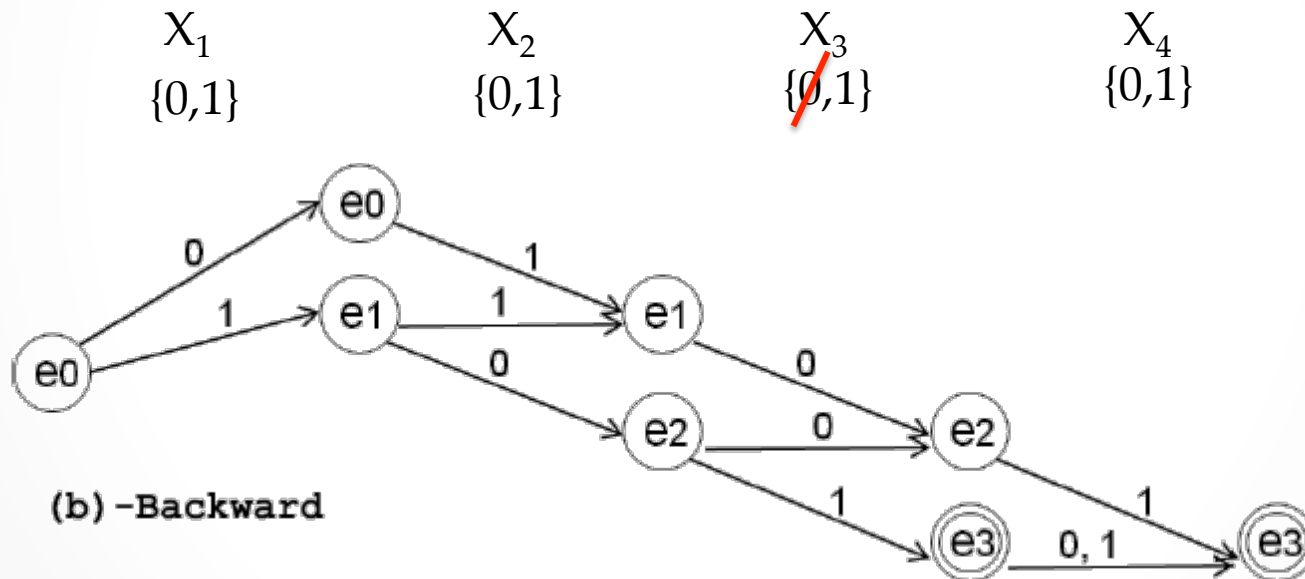 X₁ X₂ X₃ X₄
{0,1} {0,1} {0,1} {0,1}
e0
0 1
e1
1 e1
0
e0
0
1
e2
0
e2
(b)-Backward
1
1
e3
0, 1
e3